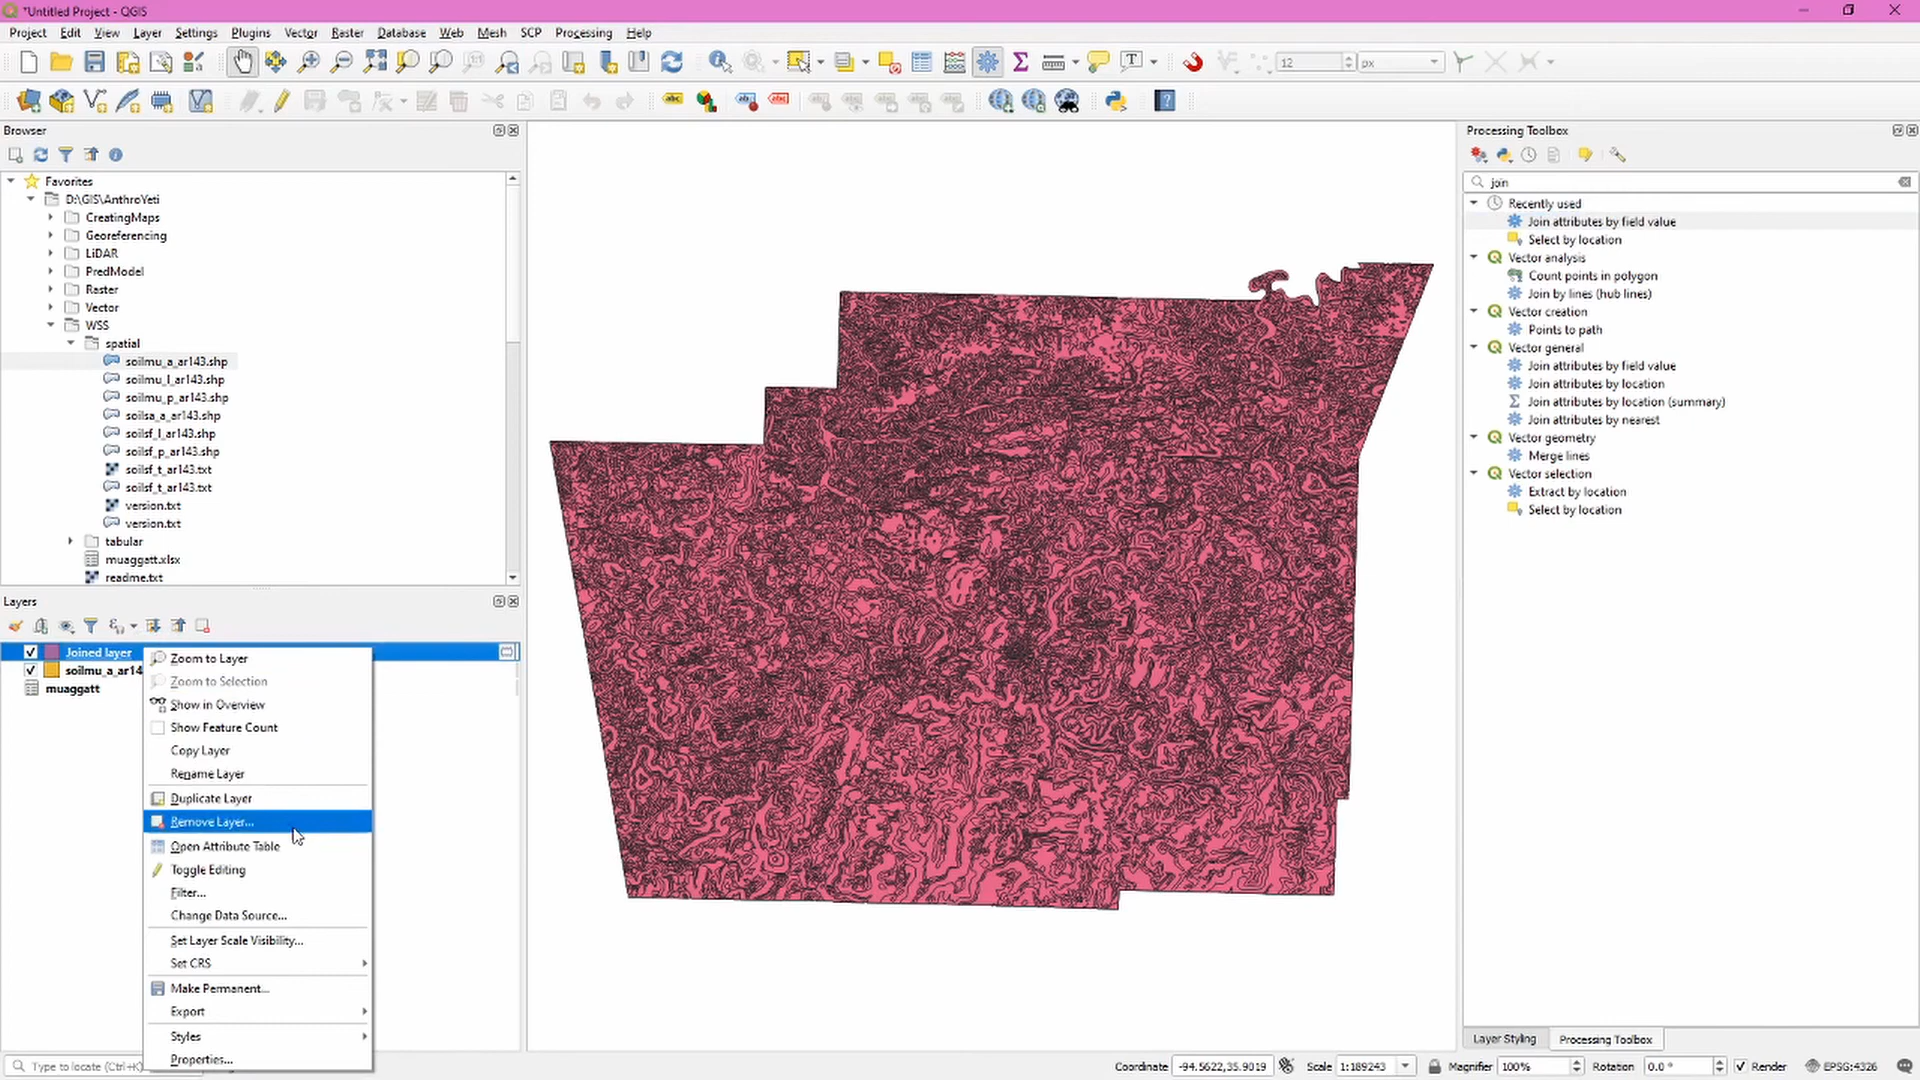 *Untitled Project - QGIS
Project Edit View Layer Settings Plugins Vector Raster Database Web Mesh SCP Processing Help
12 px
Browser
Favorites
D:\GIS\AnthroYeti
CreatingMaps
Georeferencing
LiDAR
PredModel
Raster
Vector
WSS
spatial
soilmu_a_ar143.shp
soilmu_l_ar143.shp
soilmu_p_ar143.shp
soilsa_a_ar143.shp
soilsf_l_ar143.shp
soilsf_p_ar143.shp
soilsf_t_ar143.txt
soilsf_t_ar143.txt
version.txt
version.txt
tabular
muaggatt.xlsx
readme.txt
Layers
Joined layer
soilmu_a_ar14
muaggatt
Zoom to Layer
Zoom to Selection
Show in Overview
Show Feature Count
Copy Layer
Rename Layer
Duplicate Layer
Remove Layer...
Open Attribute Table
Toggle Editing
Filter...
Change Data Source...
Set Layer Scale Visibility...
Set CRS
Make Permanent...
Export
Styles
Properties...
Processing Toolbox
join
Recently used
Join attributes by field value
Select by location
Vector analysis
Count points in polygon
Join by lines (hub lines)
Vector creation
Points to path
Vector general
Join attributes by field value
Join attributes by location
Join attributes by location (summary)
Join attributes by nearest
Vector geometry
Merge lines
Vector selection
Extract by location
Select by location
Layer Styling Processing Toolbox
Type to locate (Ctrl+K) Coordinate -94.5622,35.9019 Scale 1:189243 Magnifier 100% Rotation 0.0 ° Render EPSG:4326